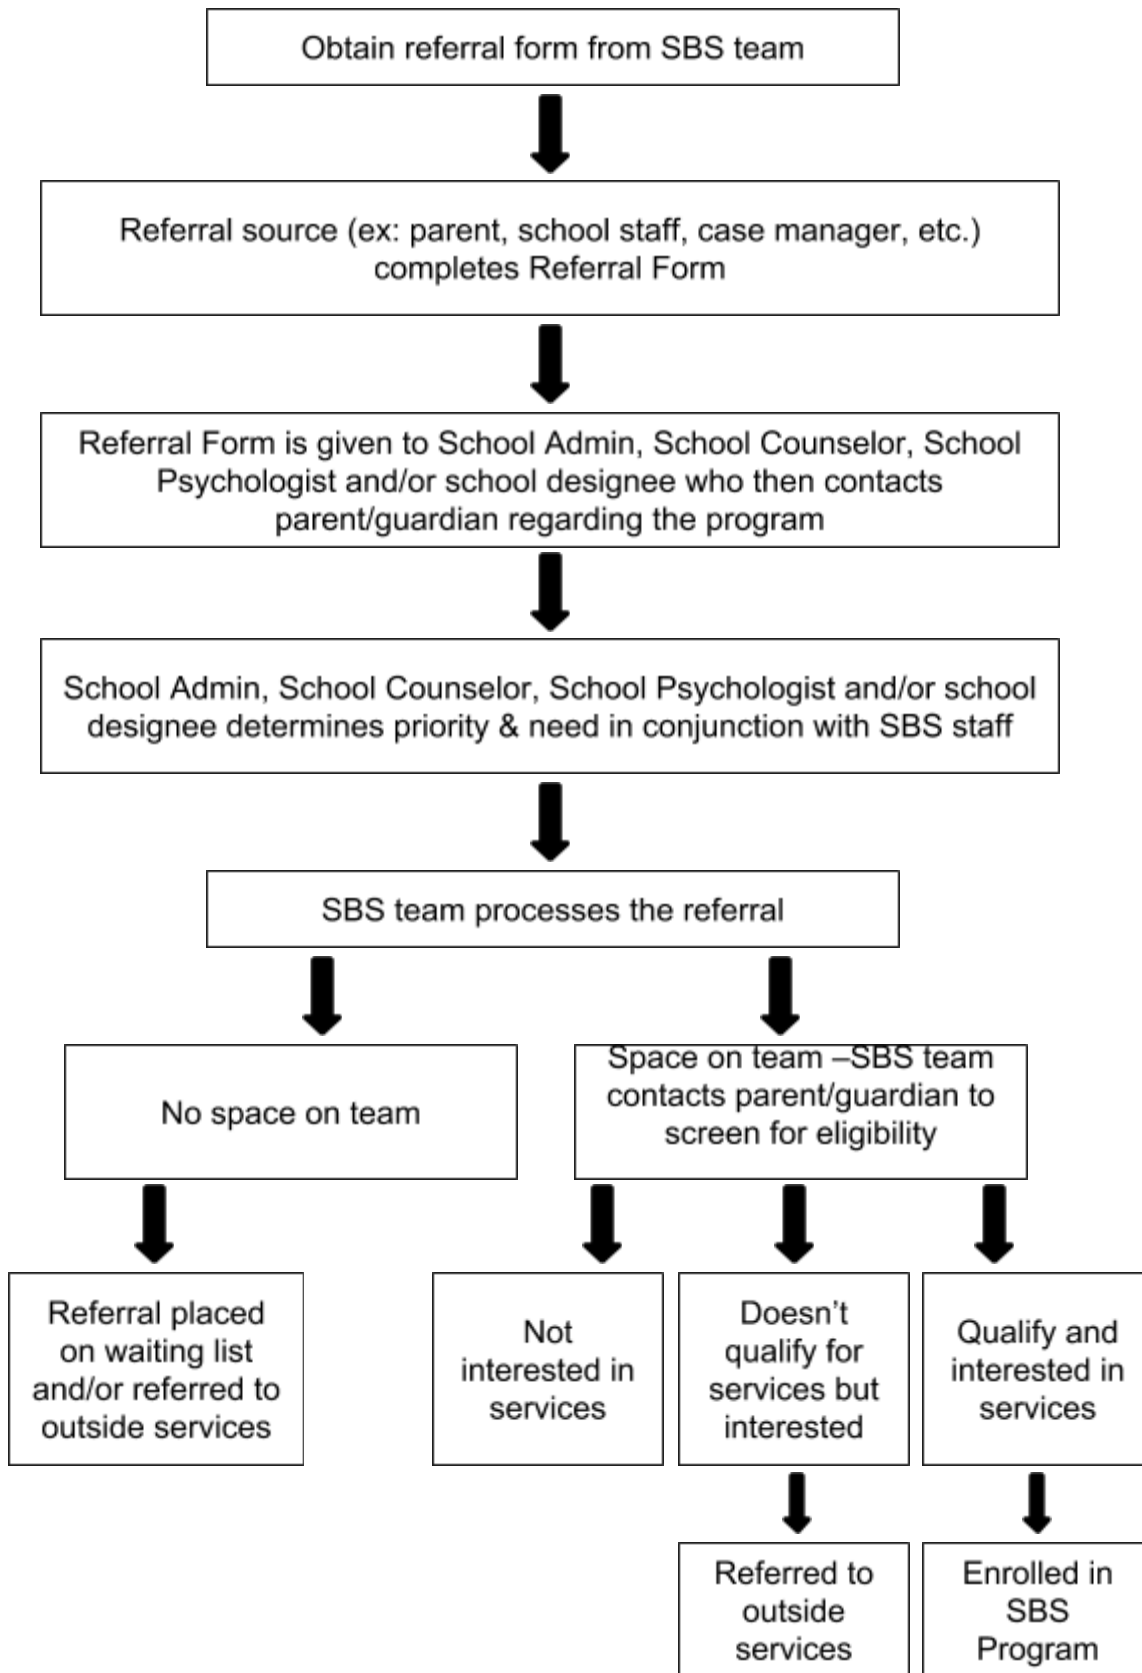 Obtain referral form from SBS team
Referral source (ex: parent, school staff, case manager, etc.)
completes Referral Form
Referral Form is given to School Admin, School Counselor, School
Psychologist and/or school designee who then contacts
parent/guardian regarding the program
School Admin, School Counselor, School Psychologist and/or school
designee determines priority & need in conjunction with SBS staff
SBS team processes the referral
No space on team
Space on team –SBS team
contacts parent/guardian to
screen for eligibility
Referral placed
on waiting list
and/or referred to
outside services
Not
interested in
services
Doesn’t
qualify for
services but
interested
Qualify and
interested in
services
Referred to
outside
services
Enrolled in
SBS
Program